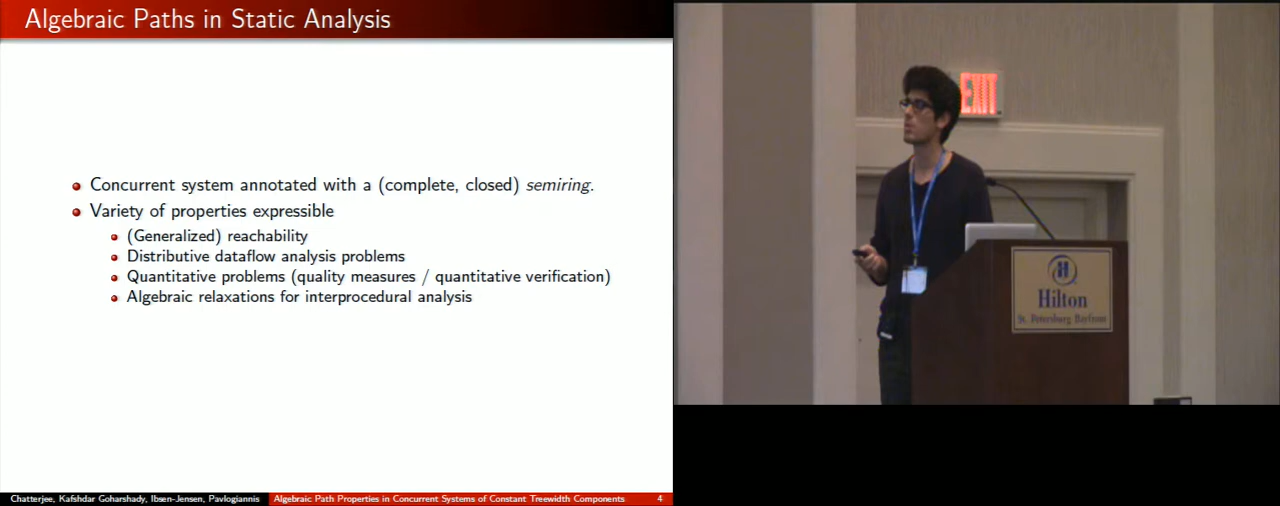 Algebraic Paths in Static Analysis
Concurrent system annotated with a (complete, closed) semiring.
Variety of properties expressible
(Generalized) reachability
Distributive dataflow analysis problems
Quantitative problems (quality measures / quantitative verification)
Algebraic relaxations for interprocedural analysis
Chatterjee, Kafshdar Goharshady, Ibsen-Jensen, Pavlogiannis
Algebraic Path Properties in Concurrent Systems of Constant Treewidth Components
4
EXIT
Hilton
St. Petersburg Bayfront